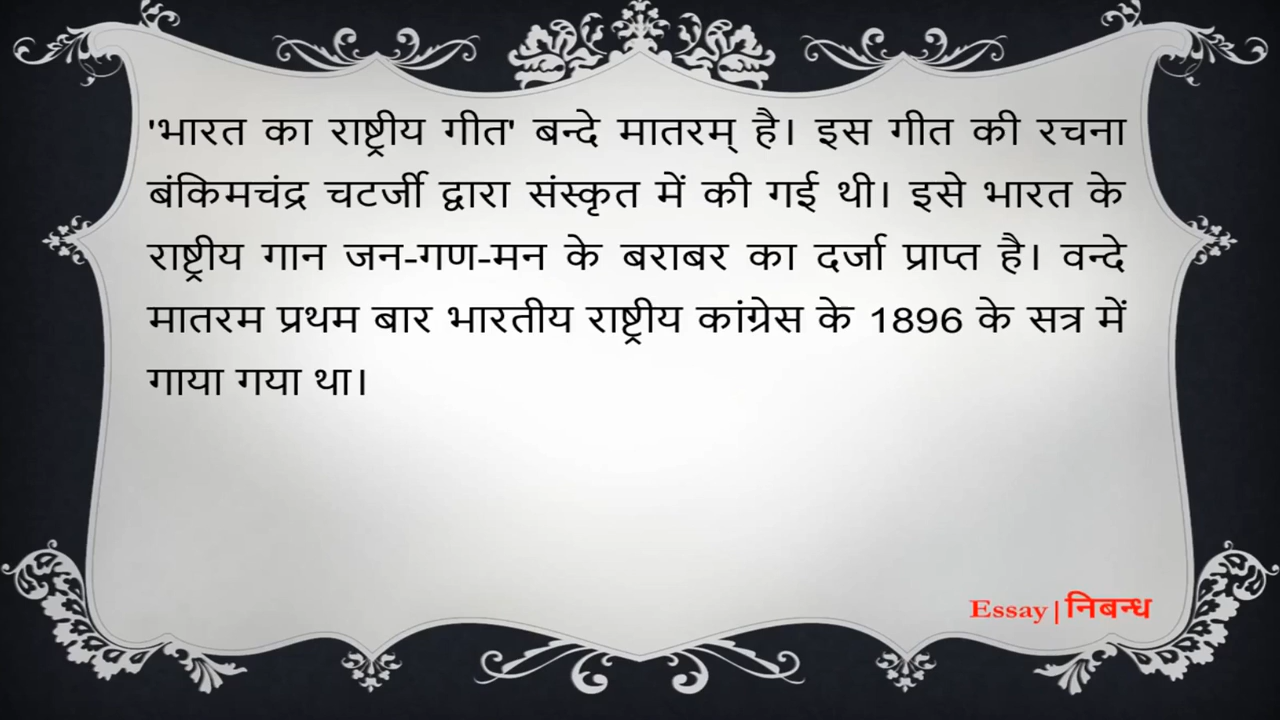 'भारत का राष्ट्रीय गीत' बन्दे मातरम् है। इस गीत की रचना
बंकिमचंद्र चटर्जी द्वारा संस्कृत में की गई थी। इसे भारत के
राष्ट्रीय गान जन-गण-मन के बराबर का दर्जा प्राप्त है। वन्दे
मातरम प्रथम बार भारतीय राष्ट्रीय कांग्रेस के 1896 के सत्र में
गाया गया था।
Essay|निबन्ध